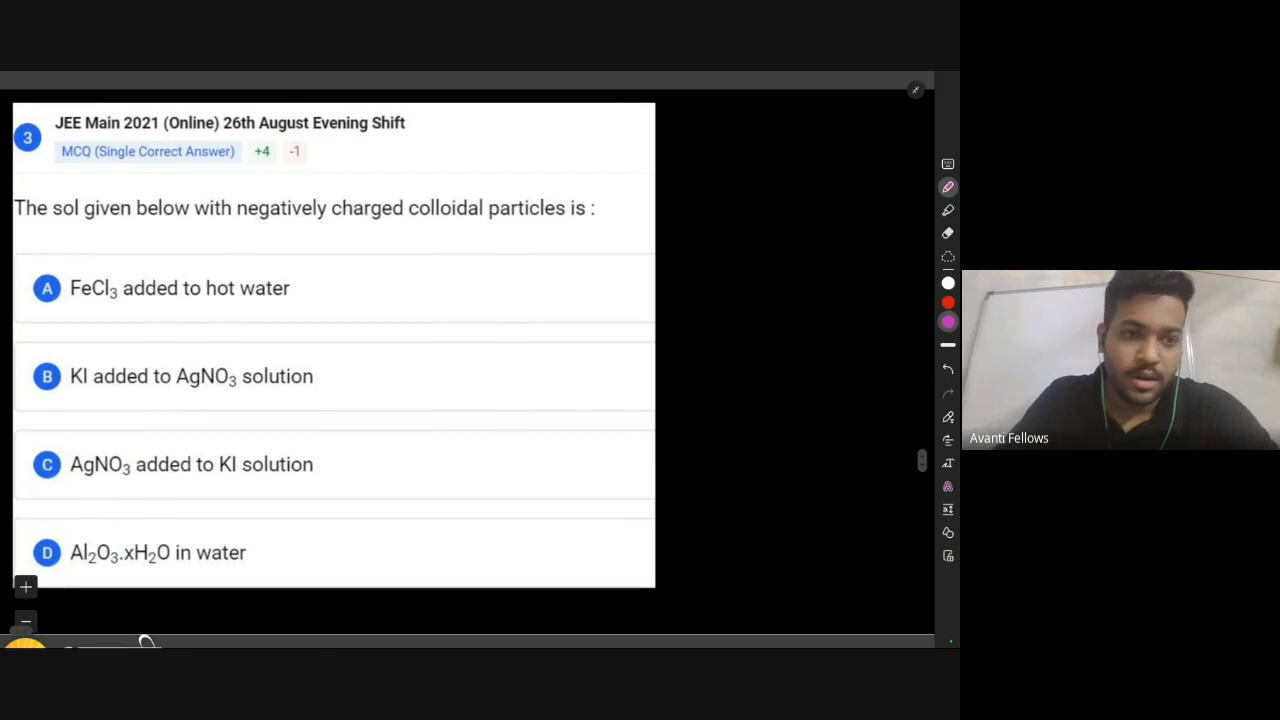 3
JEE Main 2021 (Online) 26th August Evening Shift
MCQ (Single Correct Answer) +4 -1
The sol given below with negatively charged colloidal particles is :
A FeCl₃ added to hot water
B KI added to AgNO₃ solution
C AgNO₃ added to KI solution
D Al₂O₃.xH₂O in water
Avanti Fellows